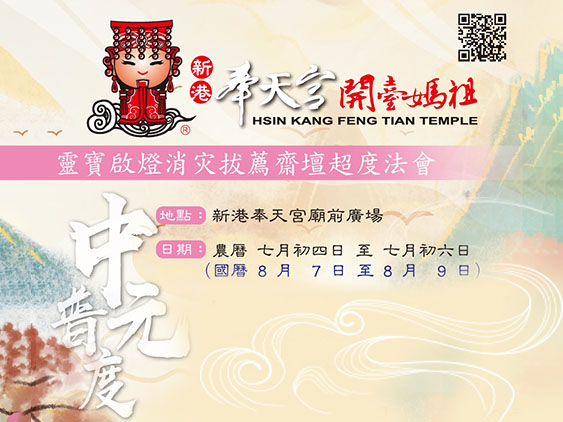 新港 奉天宮 開臺媽祖
HSIN KANG FENG TIAN TEMPLE
®
靈寶啟燈消灾拔薦齋壇超度法會
中元
普度
地點： 新港奉天宮廟前廣場
日期： 農曆 七月初四日 至 七月初六日
（國曆 8 月 7 日 至 8 月 9 日）